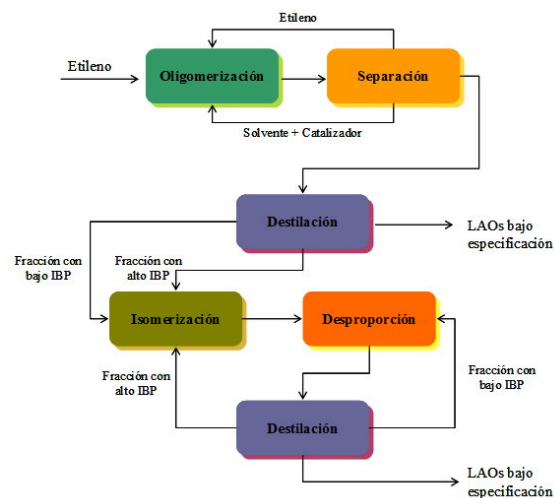 Etileno
Etileno
Oligomerización
Separación
Solvente + Catalizador
Destilación
LAOs bajo
especificación
Fracción con
bajo IBP
Fracción con
alto IBP
Isomerización
Desproporción
Fracción con
alto IBP
Fracción con
bajo IBP
Destilación
LAOs bajo
especificación